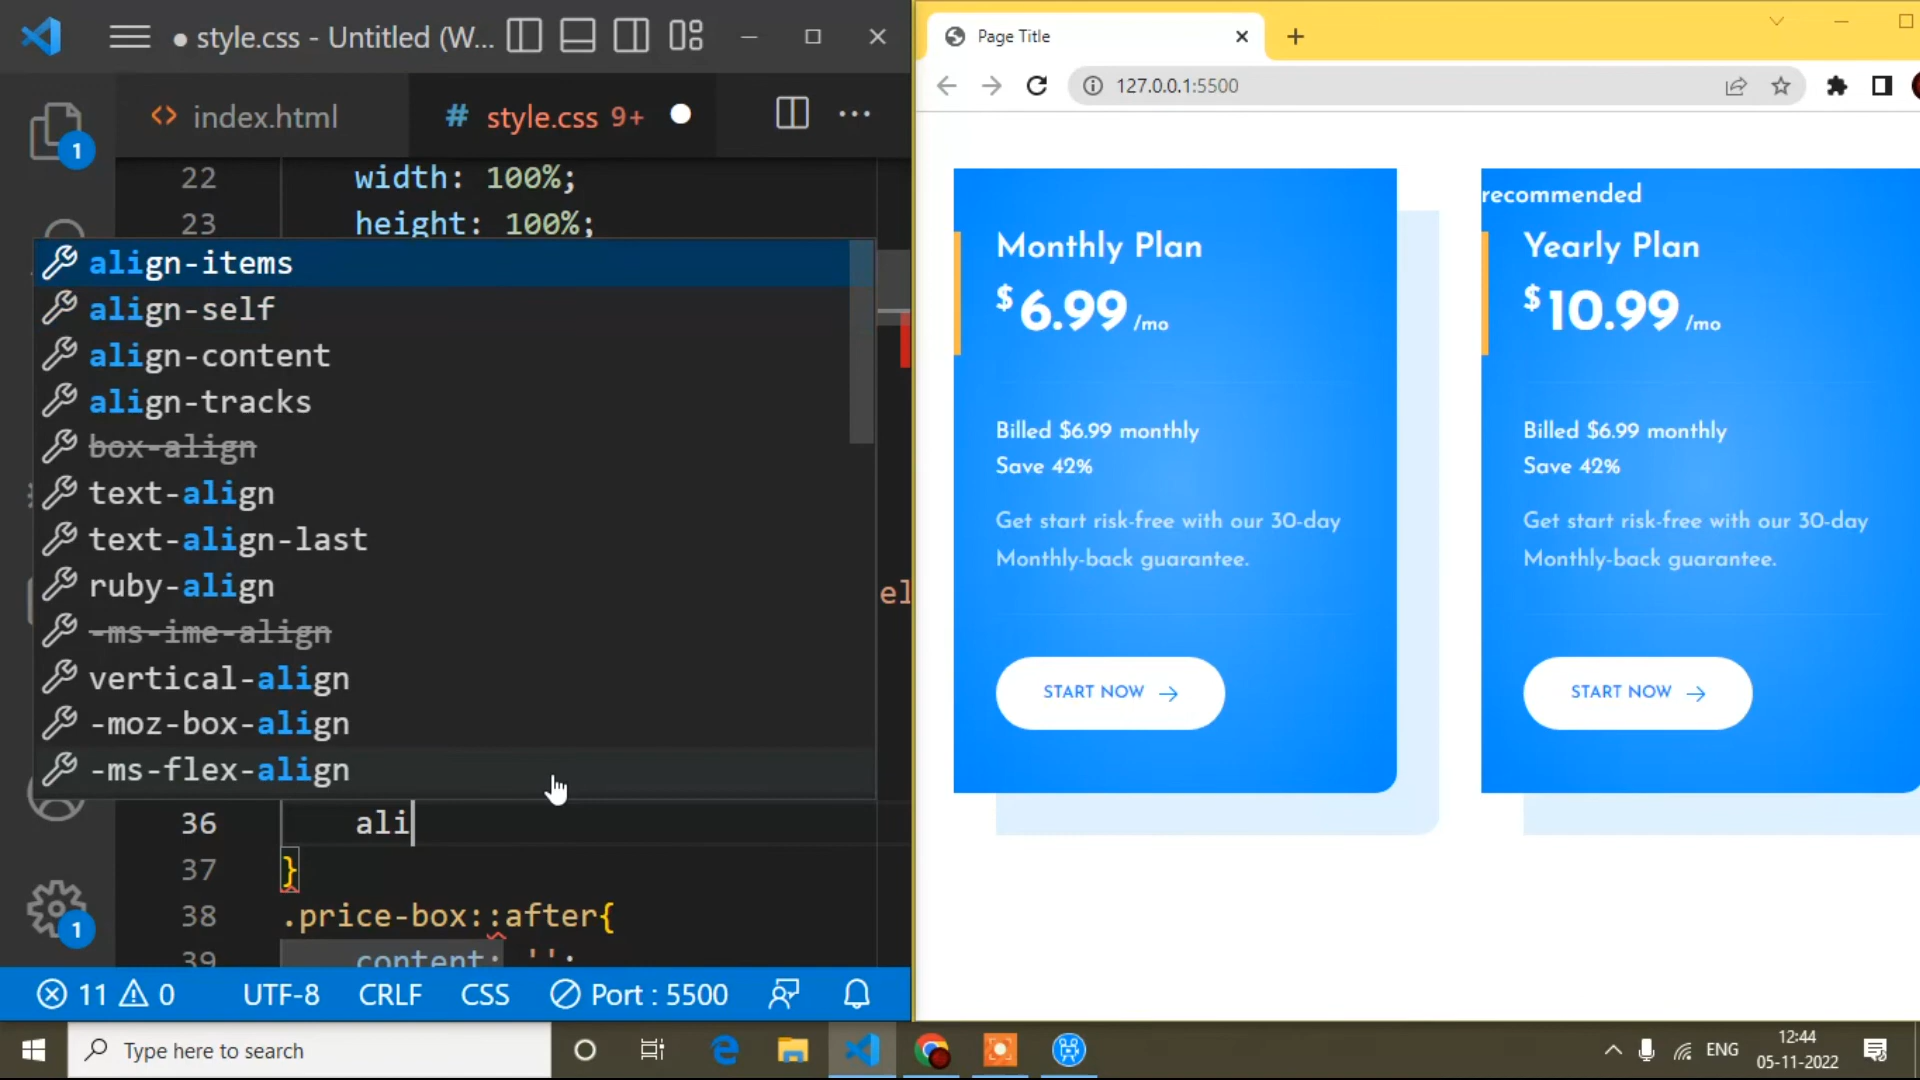 ● style.css - Untitled (W...
index.html
# style.css 9+
22 width: 100%;
23 height: 100%;
align-items
align-self
align-content
align-tracks
box-align
text-align
text-align-last
ruby-align
-ms-ime-align
vertical-align
-moz-box-align
-ms-flex-align
el
36 ali
37 }
38 .price-box::after{
39 content: '';
1
1
11 0 UTF-8 CRLF CSS Port : 5500
Page Title
127.0.0.1:5500
Monthly Plan
$6.99 /mo
Billed $6.99 monthly
Save 42%
Get start risk-free with our 30-day
Monthly-back guarantee.
START NOW
recommended
Yearly Plan
$10.99 /mo
Billed $6.99 monthly
Save 42%
Get start risk-free with our 30-day
Monthly-back guarantee.
START NOW
Type here to search
ENG
12:44
05-11-2022